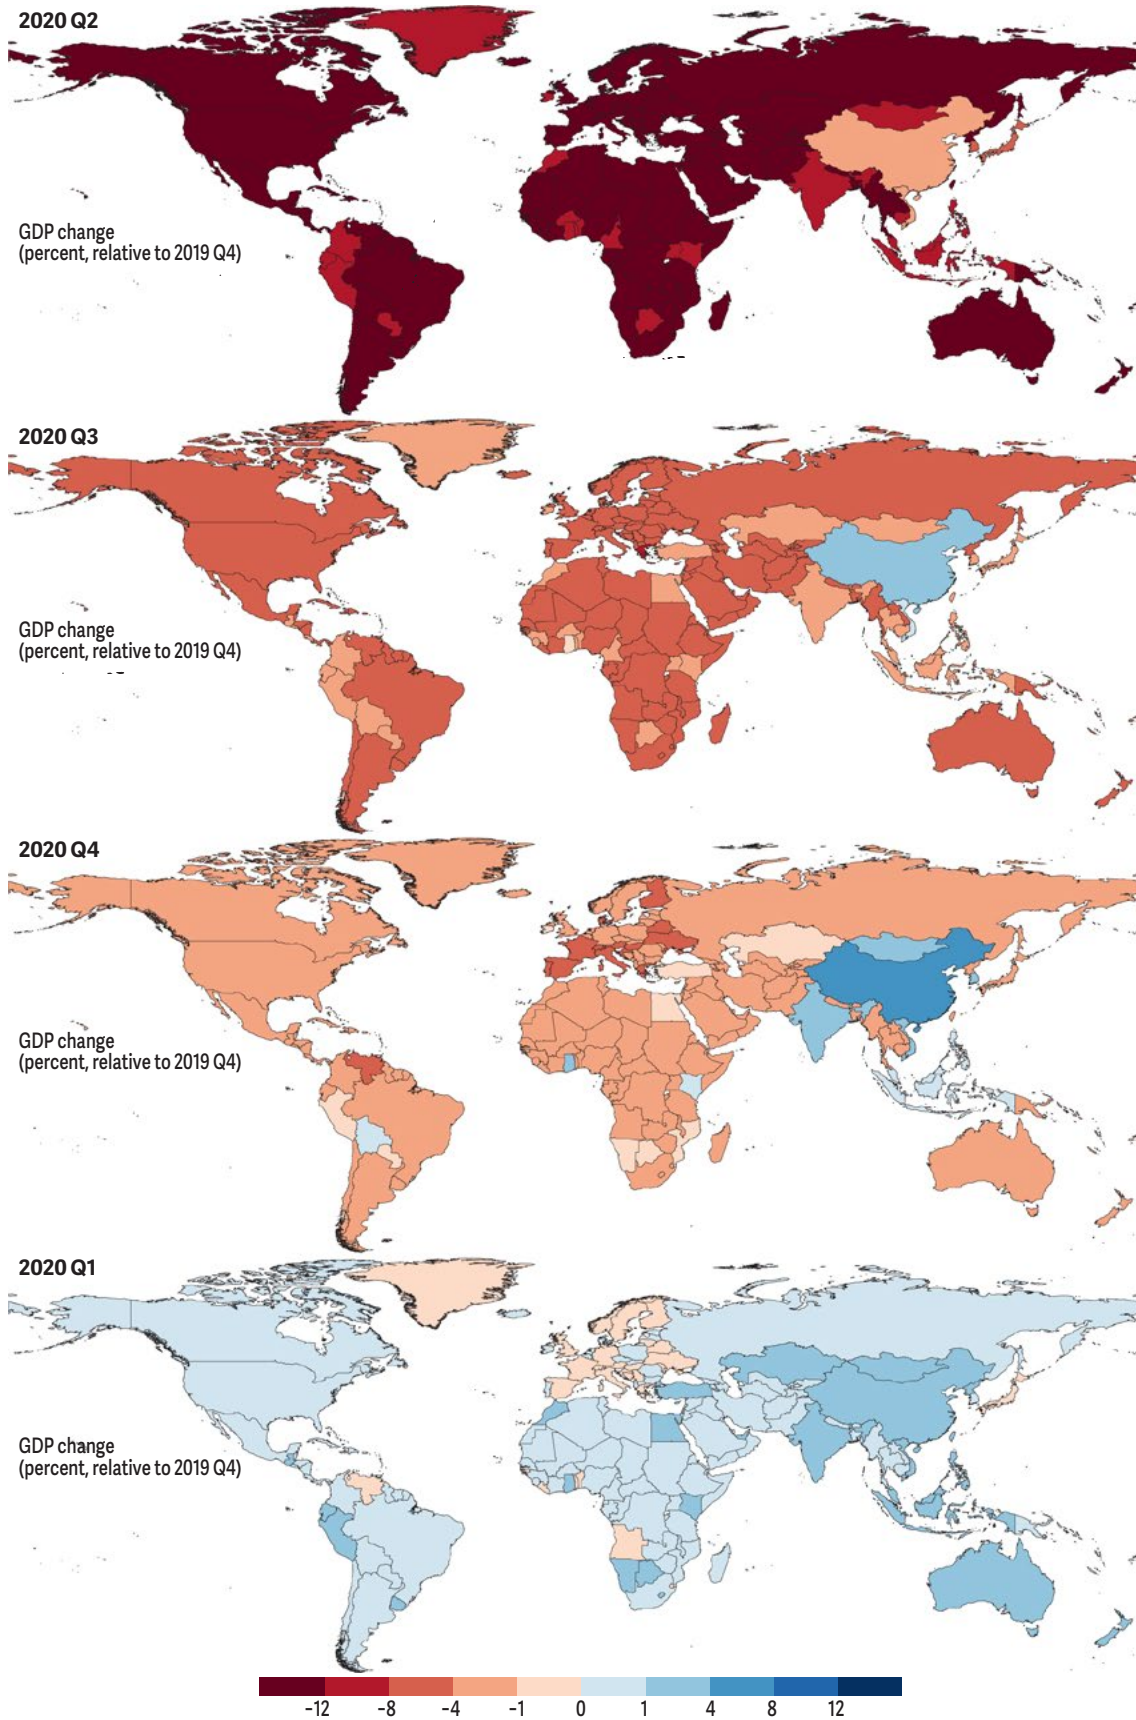 2020 Q2
GDP change
(percent, relative to 2019 Q4)
2020 Q3
GDP change
(percent, relative to 2019 Q4)
2020 Q4
GDP change
(percent, relative to 2019 Q4)
2020 Q1
GDP change
(percent, relative to 2019 Q4)
-12 -8 -4 -1 0 1 4 8 12